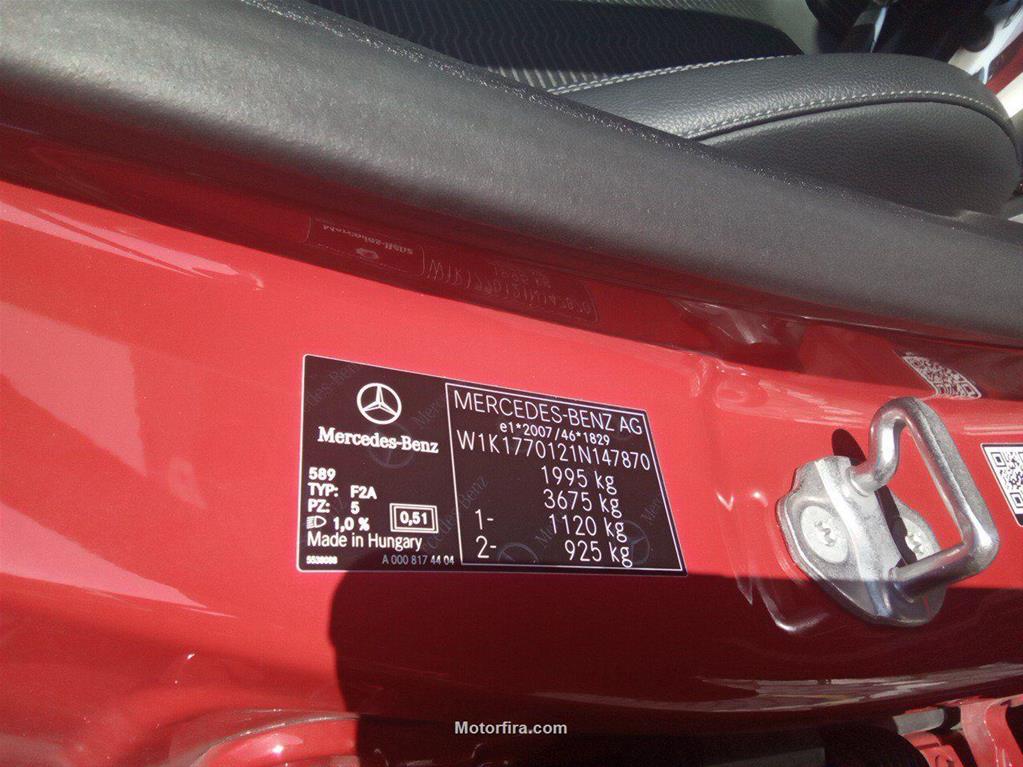 Mercedes-Benz
589
TYP: F2A
PZ: 5
1,0 %
0,51
Made in Hungary
5538088
A 000 817 44 04
MERCEDES-BENZ AG
e1*2007/46*1829
W1K1770121N147870
1995 kg
3675 kg
1- 1120 kg
2- 925 kg
Motorfira.com